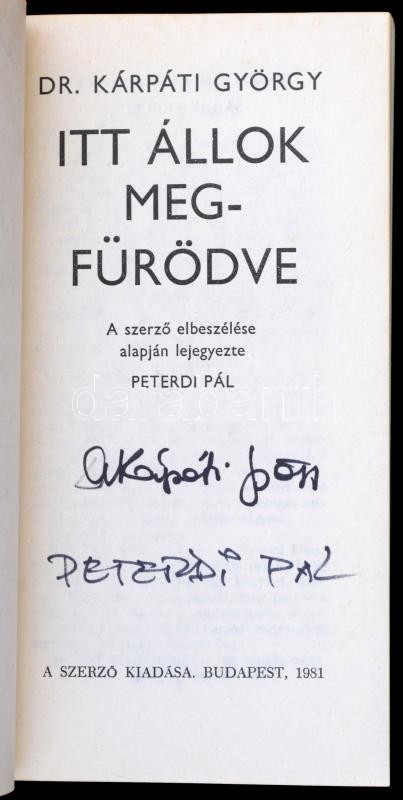 DR. KÁRPÁTI GYÖRGY
ITT ÁLLOK
MEG-
FÜRÖDVE
A szerző elbeszélése
alapján lejegyezte
PETERDI PÁL
darabanth
PETERDI PÁL
A SZERZŐ KIADÁSA. BUDAPEST, 1981